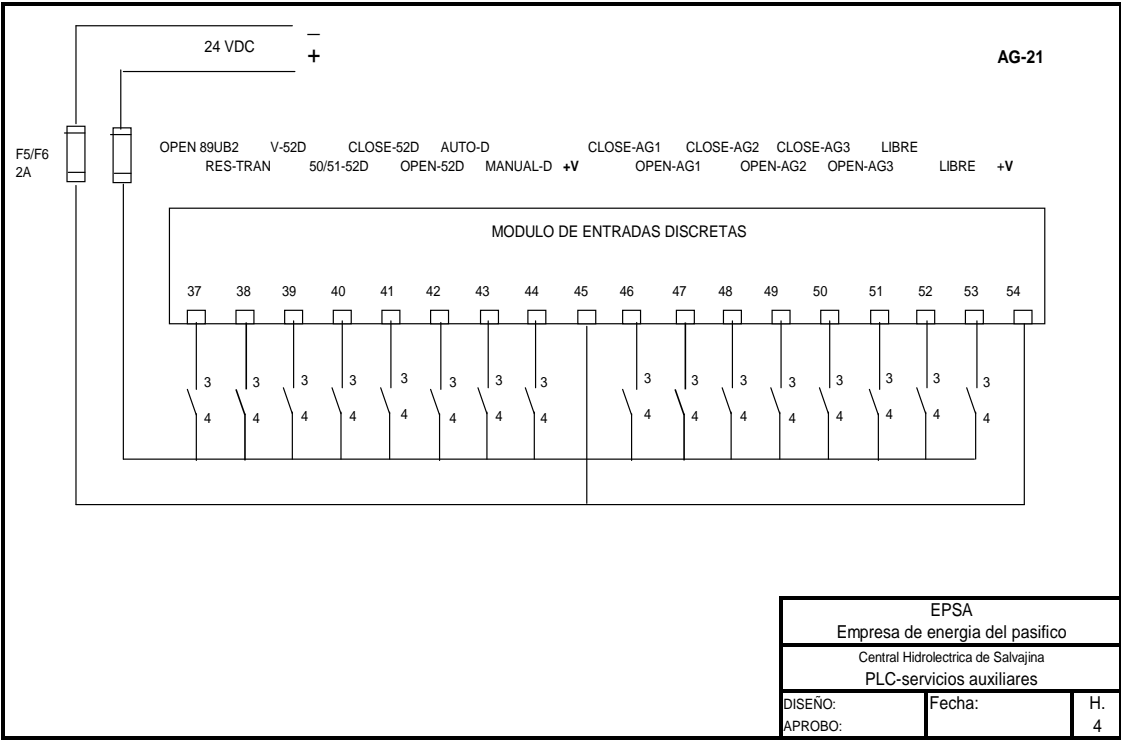 24 VDC
–
+
AG-21
F5/F6
2A
OPEN 89UB2 V-52D CLOSE-52D AUTO-D CLOSE-AG1 CLOSE-AG2 CLOSE-AG3 LIBRE
RES-TRAN 50/51-52D OPEN-52D MANUAL-D +V OPEN-AG1 OPEN-AG2 OPEN-AG3 LIBRE +V
MODULO DE ENTRADAS DISCRETAS
37 38 39 40 41 42 43 44 45 46 47 48 49 50 51 52 53 54
3 3 3 3 3 3 3 3 3 3 3 3 3 3 3 3
4 4 4 4 4 4 4 4 4 4 4 4 4 4 4 4
EPSA
Empresa de energia del pasifico
Central Hidrolectrica de Salvajina
PLC-servicios auxiliares
DISEÑO: Fecha: H.
APROBO: 4